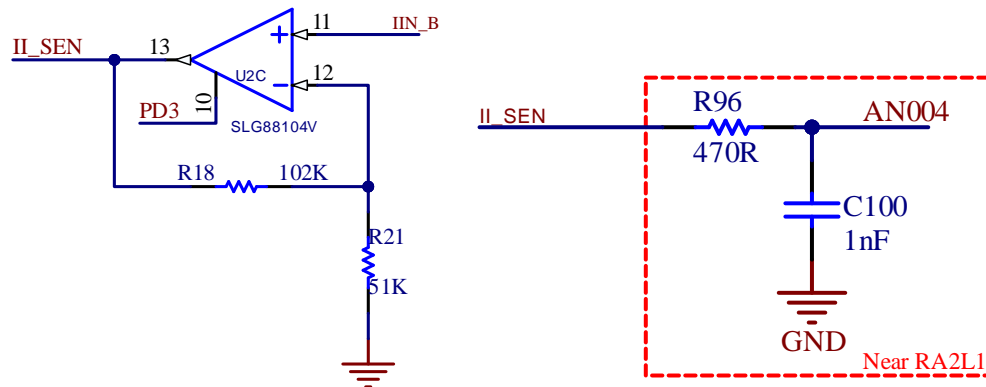 II_SEN
13
11
IIN_B
U2C
12
10
PD3
SLG88104V
R18
102K
R21
51K
II_SEN
R96
470R
AN004
C100
1nF
GND
Near RA2L1